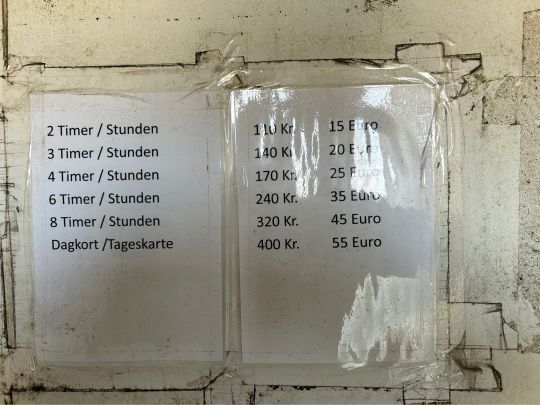 2 Timer / Stunden 110 Kr. 15 Euro
3 Timer / Stunden 140 Kr. 20 Euro
4 Timer / Stunden 170 Kr. 25 Euro
6 Timer / Stunden 240 Kr. 35 Euro
8 Timer / Stunden 320 Kr. 45 Euro
Dagkort /Tageskarte 400 Kr. 55 Euro